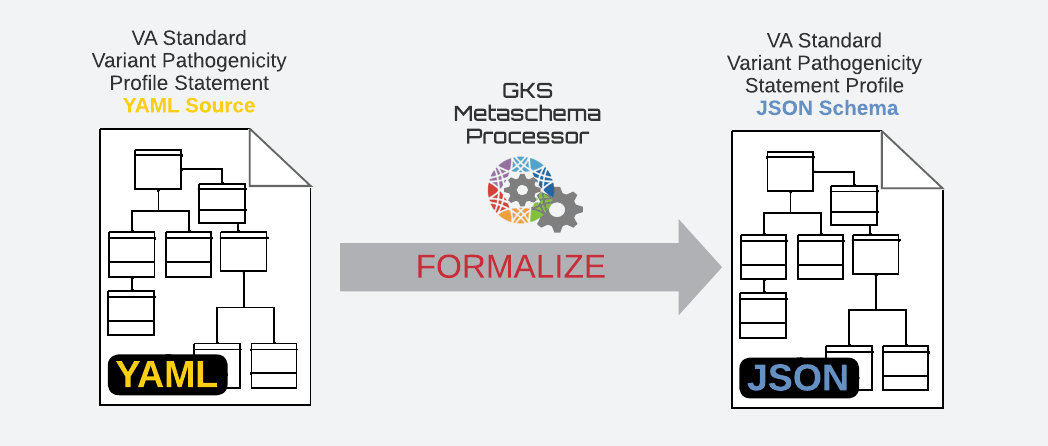 VA Standard
Variant Pathogenicity
Profile Statement
YAML Source
GKS
Metaschema
Processor
VA Standard
Variant Pathogenicity
Statement Profile
JSON Schema
FORMALIZE
YAML
JSON